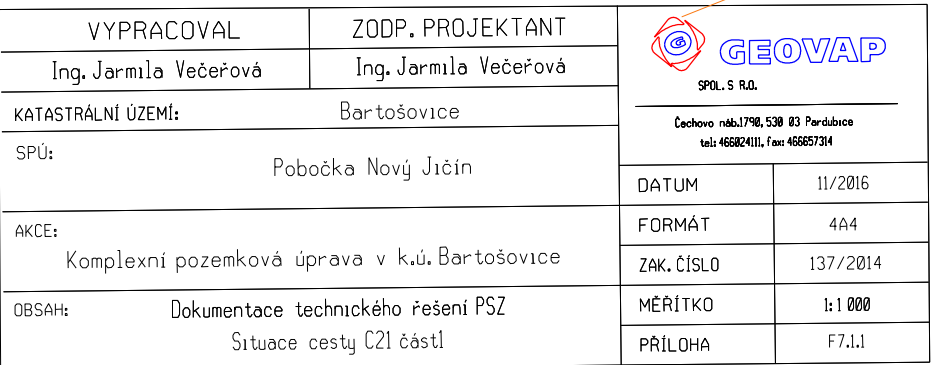 VYPRACOVAL
ZODP. PROJEKTANT
Ing. Jarmila Večeřová
Ing. Jarmila Večeřová
KATASTRÁLNÍ ÚZEMÍ:
Bartošovice
SPÚ:
Pobočka Nový Jičín
AKCE:
Komplexní pozemková úprava v k.ú. Bartošovice
OBSAH:
Dokumentace technického řešení PSZ
Situace cesty C21 část1
G GEOVAP
SPOL. S R.O.
Čechovo náb.1790, 530 03 Pardubice
tel: 466024111, fax: 466657314
DATUM
11/2016
FORMÁT
4A4
ZAK. ČÍSLO
137/2014
MĚŘÍTKO
1: 1 000
PŘÍLOHA
F7.1.1